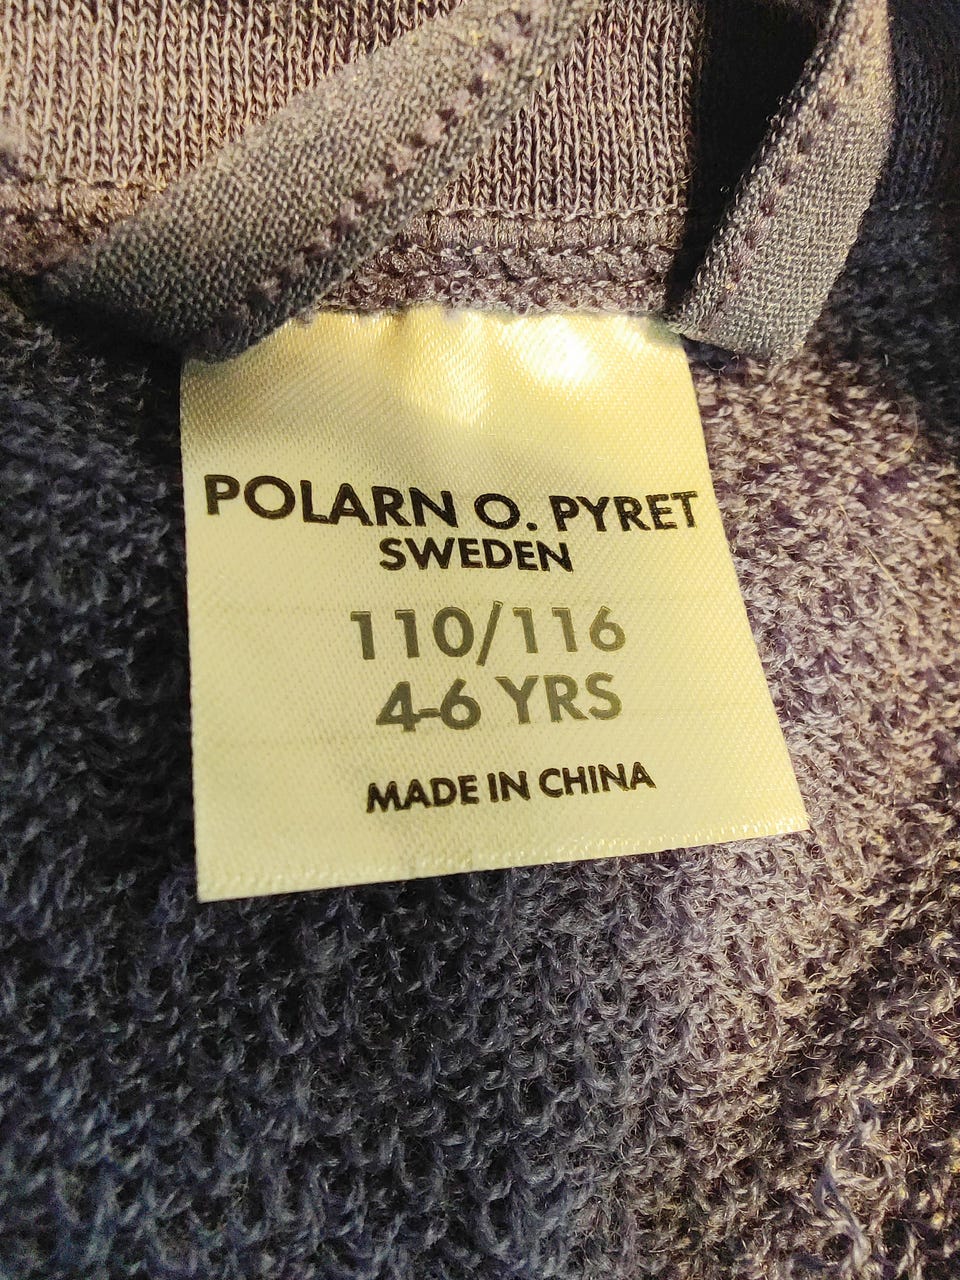 POLARN O. PYRET
SWEDEN
110/116
4-6 YRS
MADE IN CHINA